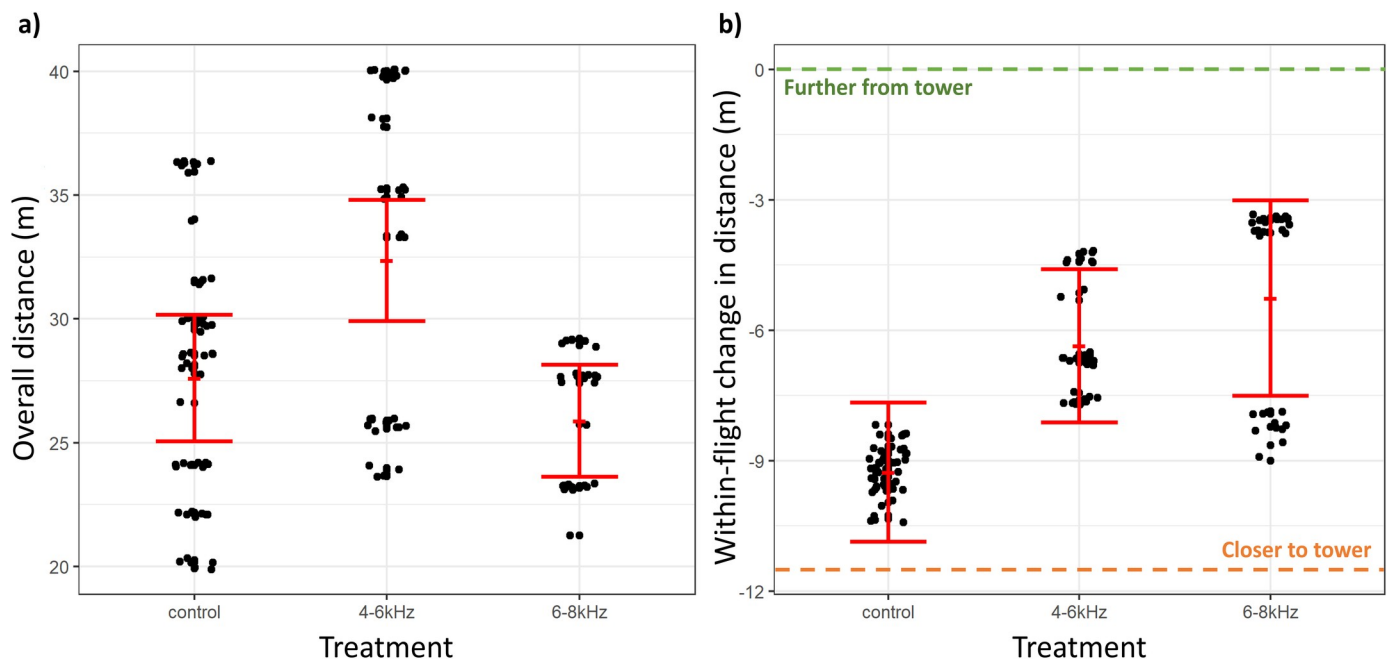 a)
Overall distance (m)
40
35
30
25
20
control
4-6kHz
6-8kHz
Treatment
b)
Within-flight change in distance (m)
0
-3
-6
-9
-12
Further from tower
Closer to tower
control
4-6kHz
6-8kHz
Treatment